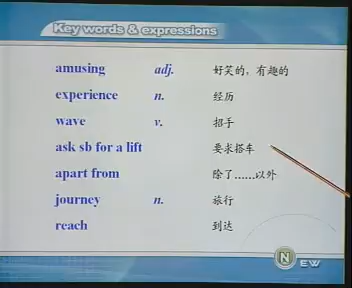 Key words & expressions
amusing adj. 好笑的，有趣的
experience n. 经历
wave v. 招手
ask sb for a lift 要求搭车
apart from 除了……以外
journey n. 旅行
reach 到达
N EW